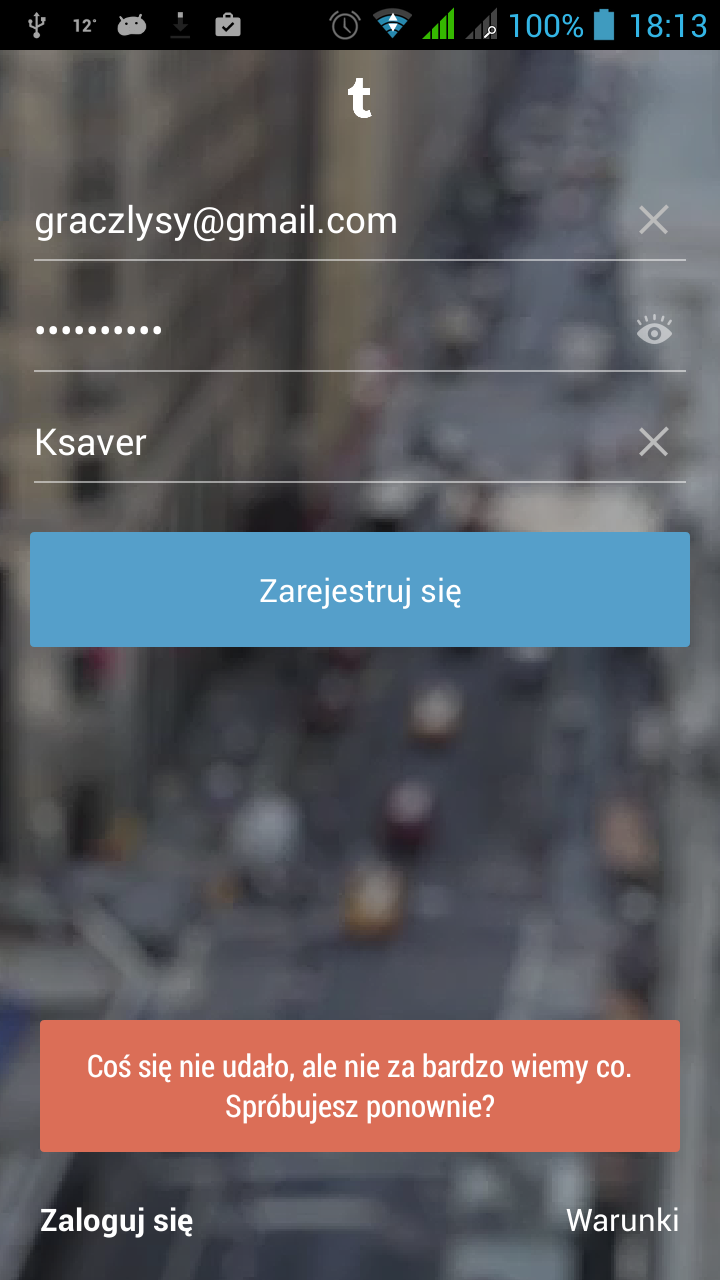 12°
100%
18:13
t
graczlysy@gmail.com
••••••••••
Ksaver
Zarejestruj się
Coś się nie udało, ale nie za bardzo wiemy co.
Spróbujesz ponownie?
Zaloguj się
Warunki